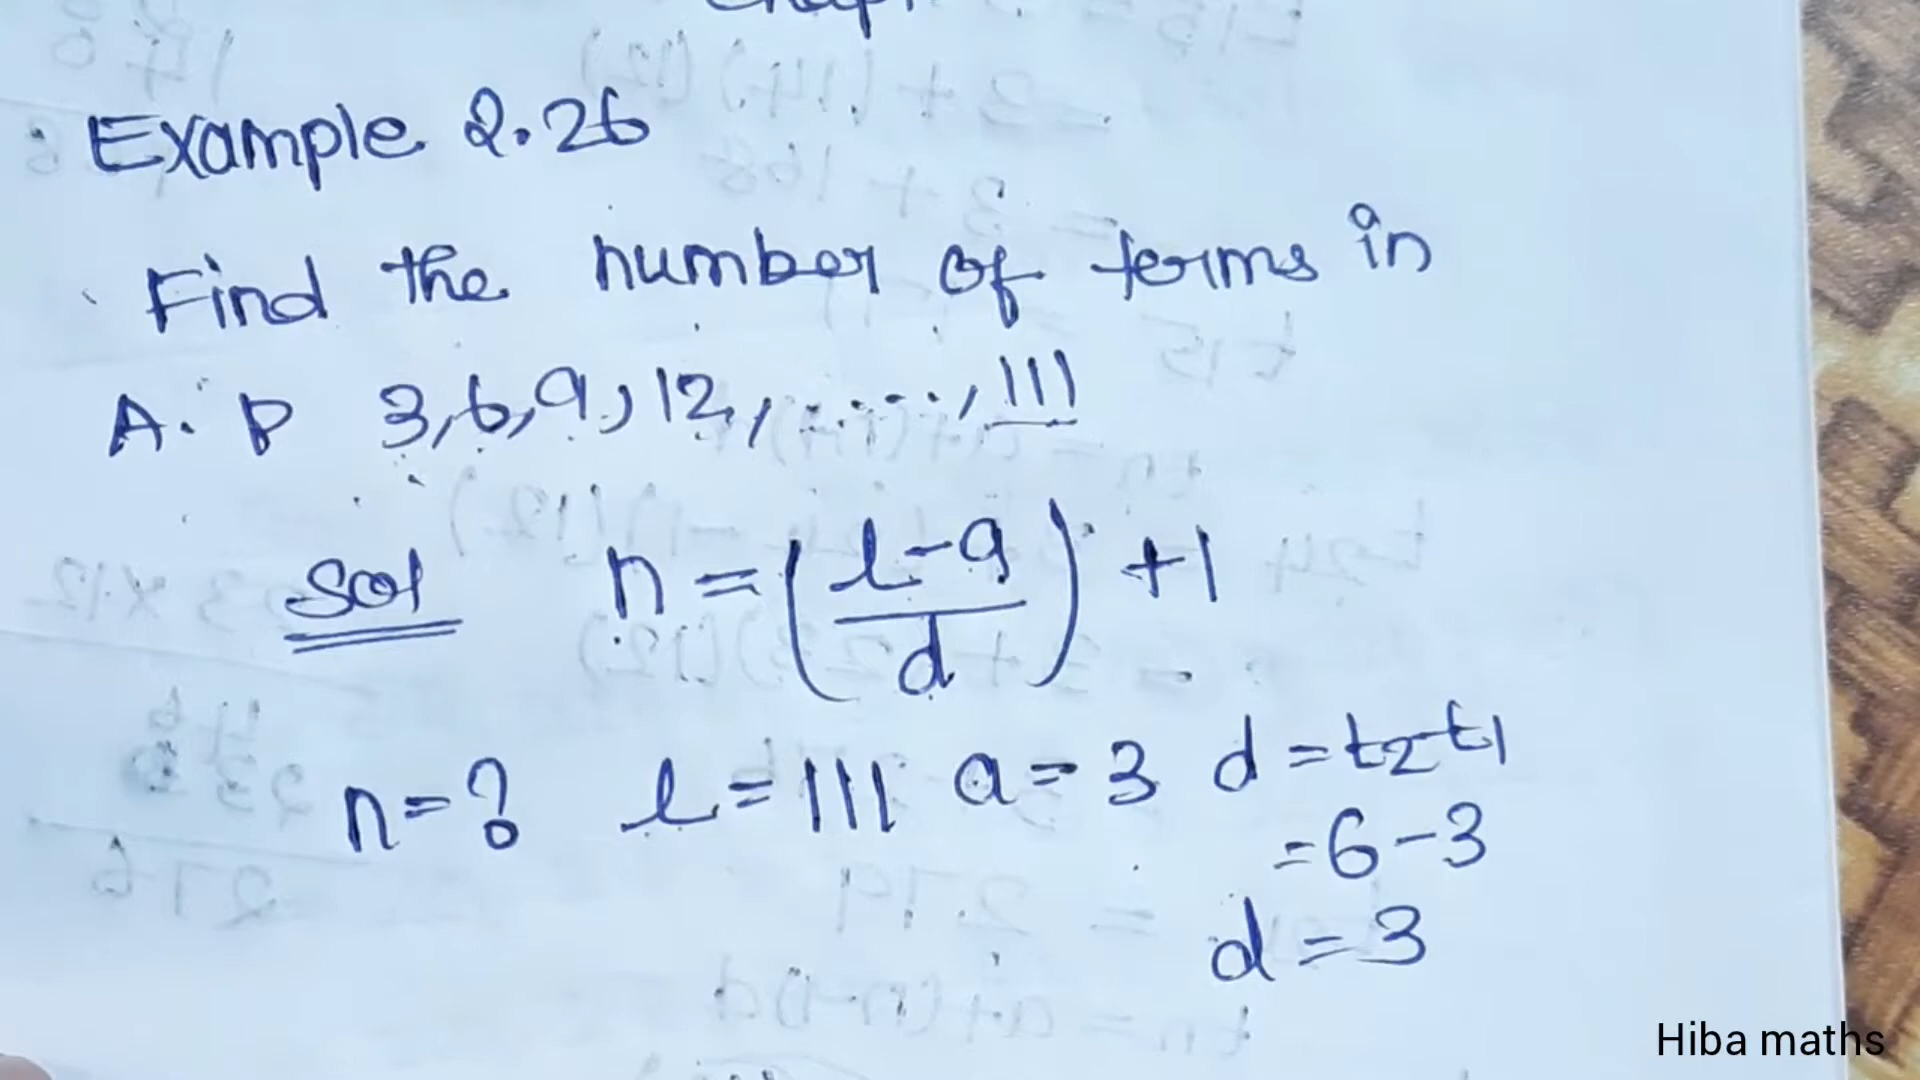 Example 2.26
Find the number of terms in
A.P 3,6,9,12,.....,111
Sol n=(l-a/d)+1
n=? l=111 a=3 d=t2-t1
=6-3
d=3
Hiba maths